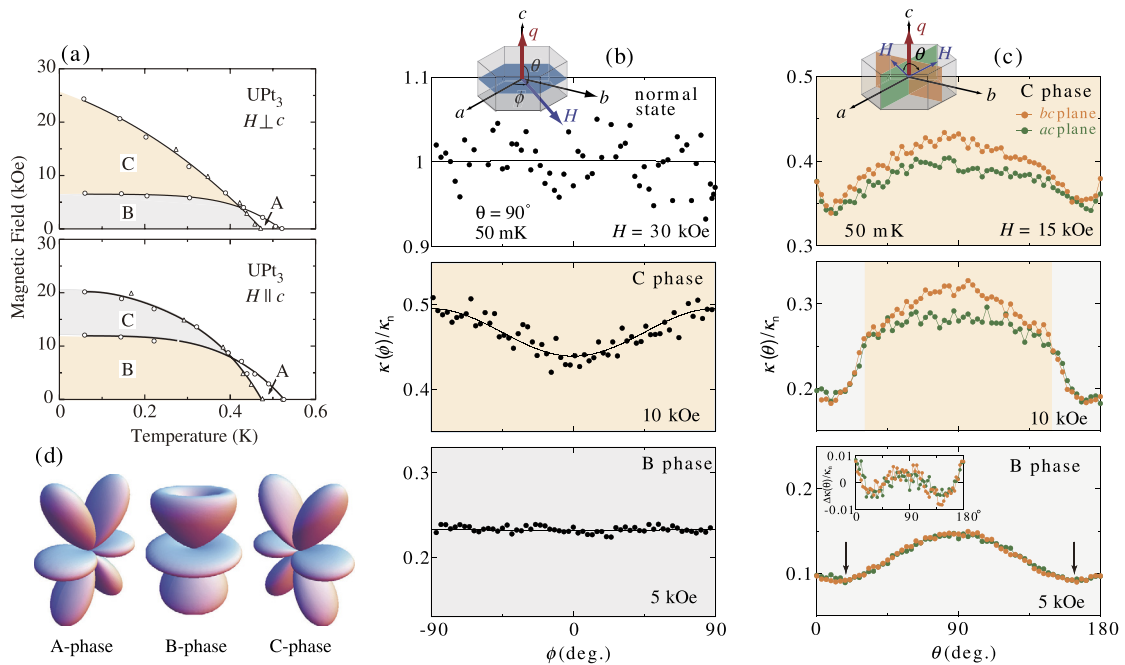 (a)
30
20
10
0
UPt3
H⊥c
C
B
A
30
20
10
0
UPt3
H || c
C
B
A
0
0.2
0.4
0.6
Magnetic Field (kOe)
Temperature (K)
(d)
A-phase
B-phase
C-phase
(b)
c
q
θ
b
a
ϕ
H
1.1
1
0.9
normal
state
θ = 90°
50 mK
H = 30 kOe
C phase
0.5
0.4
10 kOe
κ(ϕ)/κn
B phase
0.3
0.2
5 kOe
-90
0
90
ϕ(deg.)
(c)
c
q
H
θ
H
a
b
0.5
0.4
0.3
C phase
bc plane
ac plane
50 mK
H = 15 kOe
0.3
0.2
10 kOe
κ(θ)/κn
B phase
0.2
0.1
0.01
0
-0.01
Δκ(θ)/κn
0
90
180°
5 kOe
0
90
180
θ(deg.)